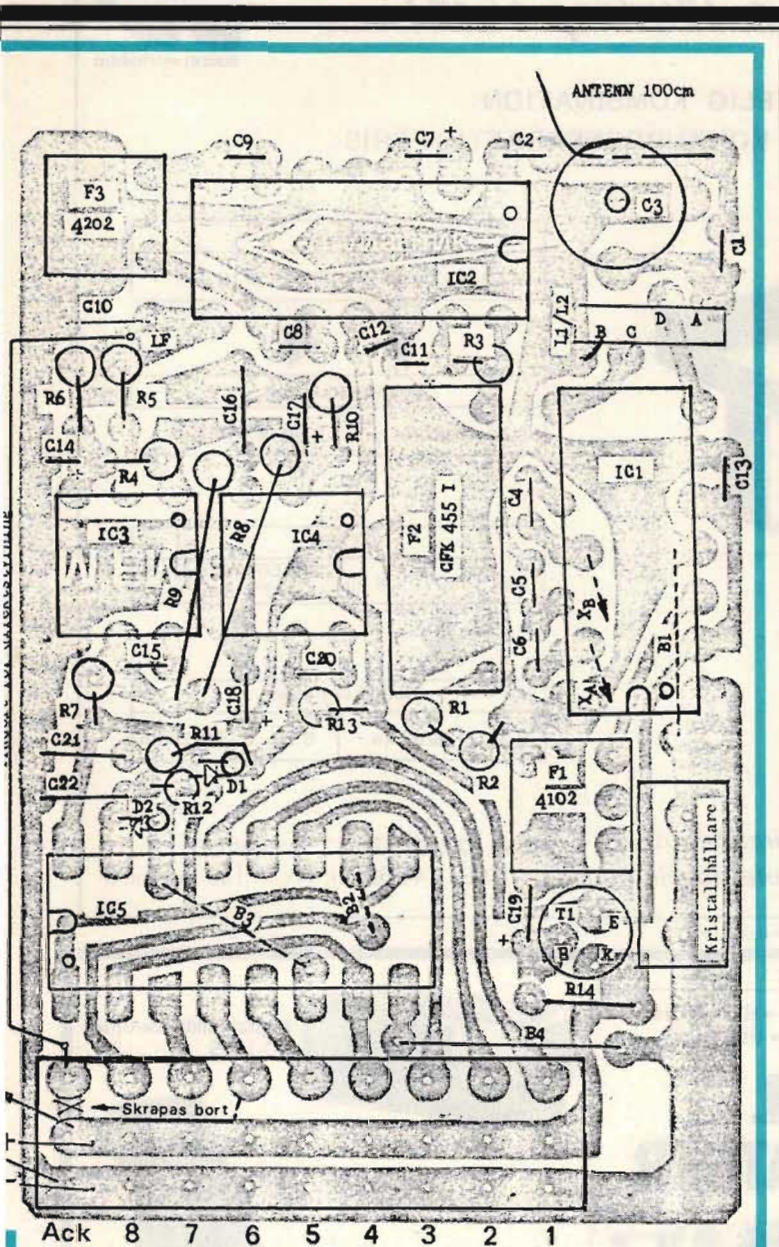 ANTENN 100cm
C9
C7 +
C2
F3
4202
C3
C1
IC2
C10
LF
C8
C12
C11
R3
L1/L2
B
C
D
A
R6
R5
C16
C17
+
R10
C14
R4
IC1
C13
IC3
R9
R8
IC4
F2
CFK 455 I
C4
C5
C6
XB
XA
B1
C15
C20
R7
C18
+
R13
R1
R2
C21
R11
C22
R12
D1
D2
F1
4102
Kristallhållare
IC5
B3
B2
C19
+
T1
E
B
K
R14
B4
Skrapas bort
+
-
Ack 8 7 6 5 4 3 2 1